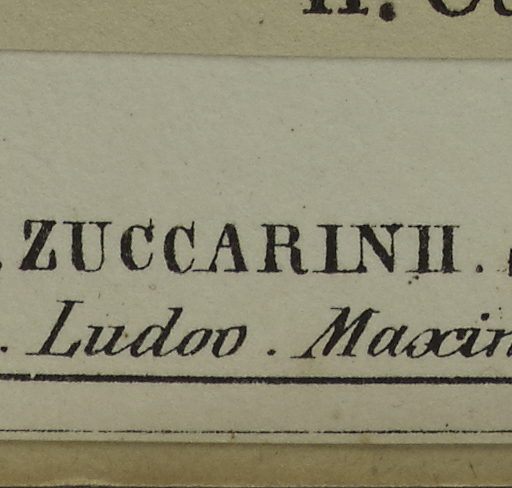 . ZUCCARINII.
. Ludov. Maxim